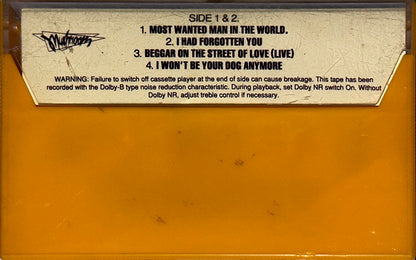 SIDE 1 & 2.
1. MOST WANTED MAN IN THE WORLD.
2. I HAD FORGOTTEN YOU
3. BEGGAR ON THE STREET OF LOVE (LIVE)
4. I WON'T BE YOUR DOG ANYMORE
WARNING: Failure to switch off cassette player at the end of side can cause breakage. This tape has been
recorded with the Dolby-B type noise reduction characteristic. During playback, set Dolby NR switch On. Without
Dolby NR, adjust treble control if necessary.